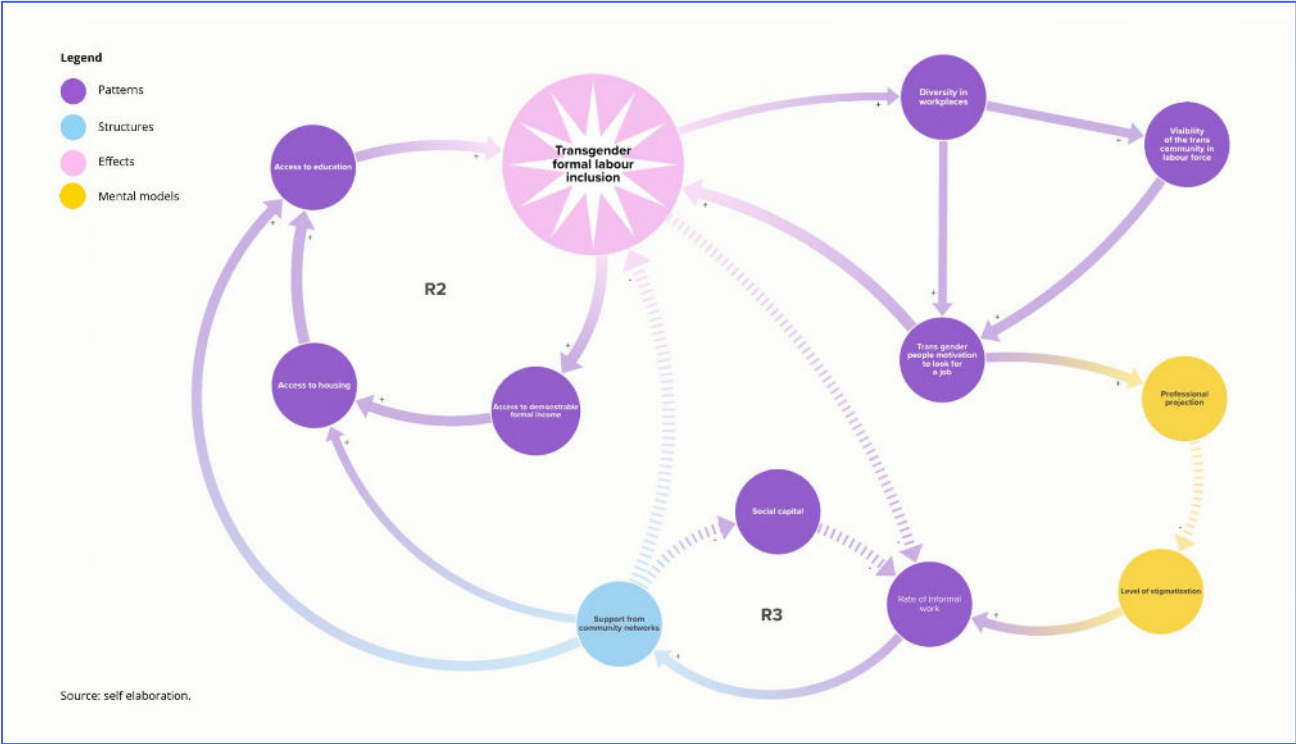 Legend
Patterns
Structures
Effects
Mental models
Transgender
formal labour
inclusion
Diversity in
workplaces
Visibility
of the trans
community in
labour force
Access to education
+
+
+
+
+
+
R2
-
+
+
+
Access to housing
+
Access to demonstrable
formal income
Trans gender
people motivation
to look for
a job
+
Professional
projection
+
Social capital
-
-
-
-
Support from
community networks
R3
Rate of informal
work
+
Level of stigmatisation
+
Source: self elaboration.